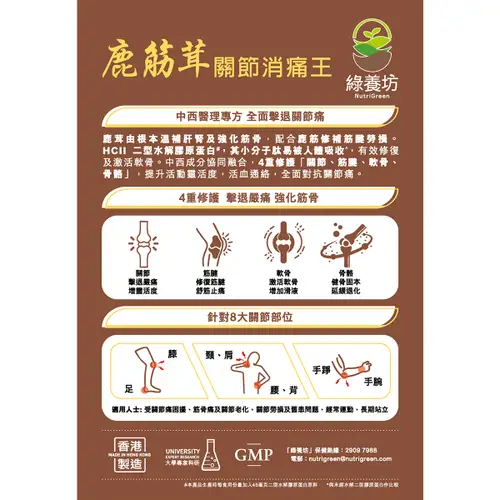 鹿筋茸關節消痛王
綠養坊
NutriGreen
中西醫理專方 全面擊退關節痛
鹿茸由根本溫補肝腎及強化筋骨，配合鹿筋修補筋腱勞損。
HCII 二型水解膠原蛋白#，其小分子肽易被人體吸收^，有效修復
及激活軟骨。中西成分協同融合，4重修護「關節、筋腱、軟骨、
骨骼」，提升活動靈活度，活血通絡，全面對抗關節痛。
4重修護 擊退嚴痛 強化筋骨
關節
擊退嚴痛
增靈活度
筋腱
修復筋腱
舒筋止痛
軟骨
激活軟骨
增加滑液
骨骼
健骨固本
延緩退化
針對8大關節部位
膝
足
頸、肩
腰、背
手踭
手腕
適用人士: 受關節痛困擾、筋骨痛及關節老化、關節勞損及舊患問題、經常運動、長期站立
香港
MADE IN HONG KONG
製造
UNIVERSITY
EXPERT RESEARCH
大學專家科研
GMP
「綠養坊」保健熱線：2909 7988
電郵：nutrigreen@nutrigreen.com